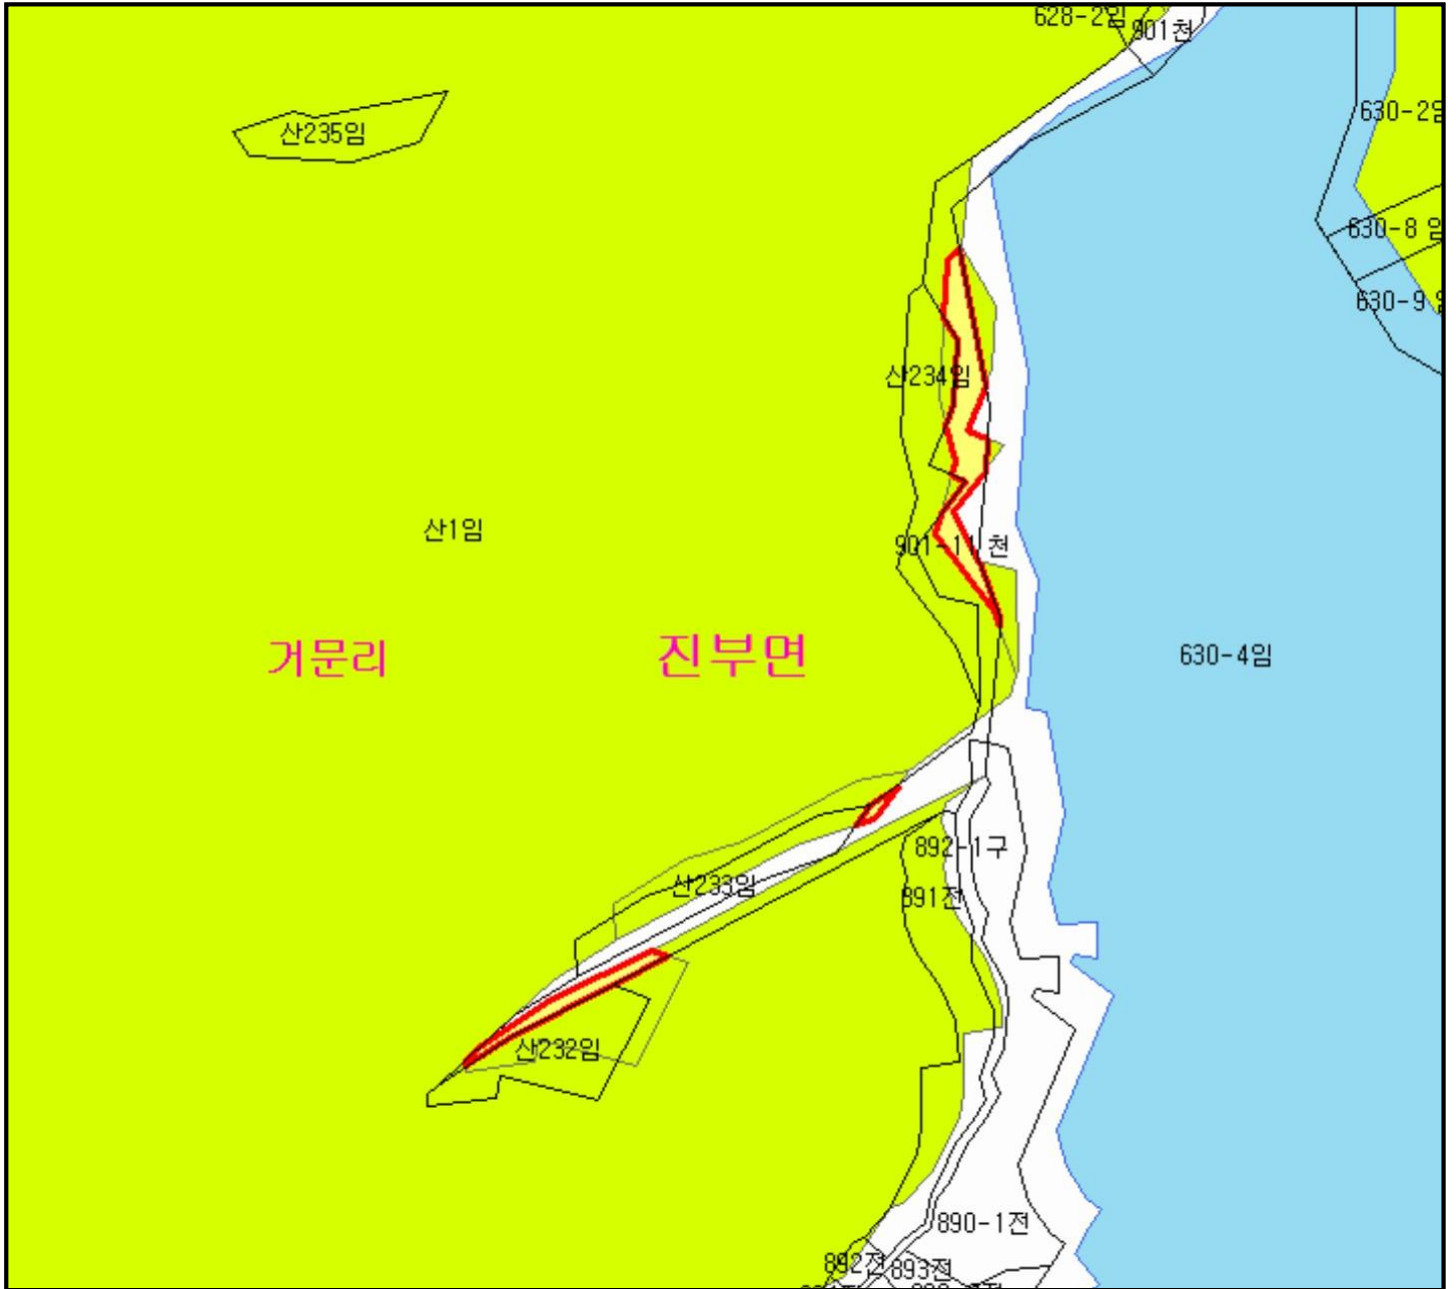 628-2임
901천
630-2임
산235임
630-8 임
630-9 임
산234임
산1임
901-11 천
거문리
진부면
630-4임
892-1구
산233임
891전
산232임
890-1전
892전
893전